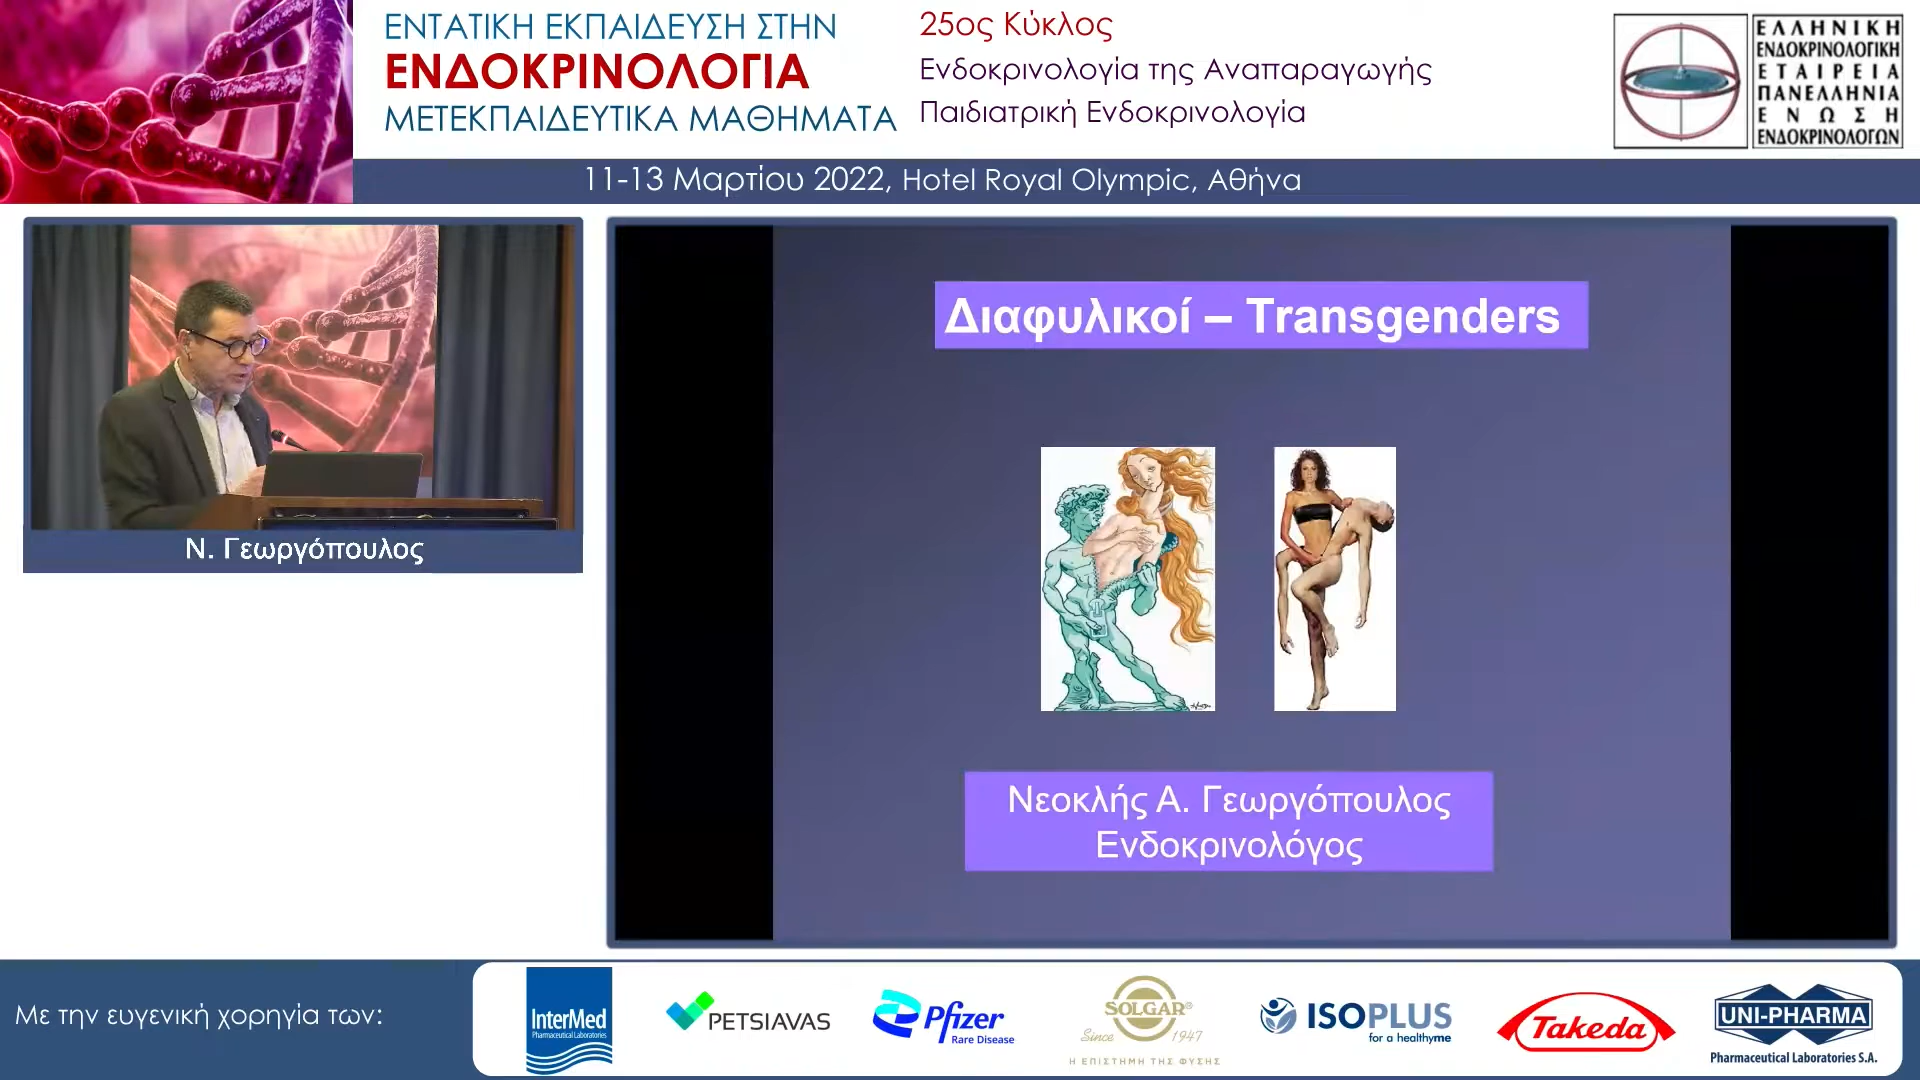 ΕΝΤΑΤΙΚΗ ΕΚΠΑΙΔΕΥΣΗ ΣΤΗΝ
ΕΝΔΟΚΡΙΝΟΛΟΓΙΑ
ΜΕΤΕΚΠΑΙΔΕΥΤΙΚΑ ΜΑΘΗΜΑΤΑ
25ος Κύκλος
Ενδοκρινολογία της Αναπαραγωγής
Παιδιατρική Ενδοκρινολογία
ΕΛΛΗΝΙΚΗ
ΕΝΔΟΚΡΙΝΟΛΟΓΙΚΗ
ΕΤΑΙΡΕΙΑ
ΠΑΝΕΛΛΗΝΙΑ
ΕΝΩΣΗ
ΕΝΔΟΚΡΙΝΟΛΟΓΩΝ
11-13 Μαρτίου 2022, Hotel Royal Olympic, Αθήνα
Ν. Γεωργόπουλος
Διαφυλικοί – Transgenders
Νεοκλής Α. Γεωργόπουλος
Ενδοκρινολόγος
Με την ευγενική χορηγία των:
InterMed
Pharmaceutical Laboratories
PETSIAVAS
Pfizer
Rare Disease
SOLGAR®
Since 1947
Η ΕΠΙΣΤΗΜΗ ΤΗΣ ΦΥΣΗΣ
ISOPLUS
for a healthyme
Takeda
UNI-PHARMA
Pharmaceutical Laboratories S.A.